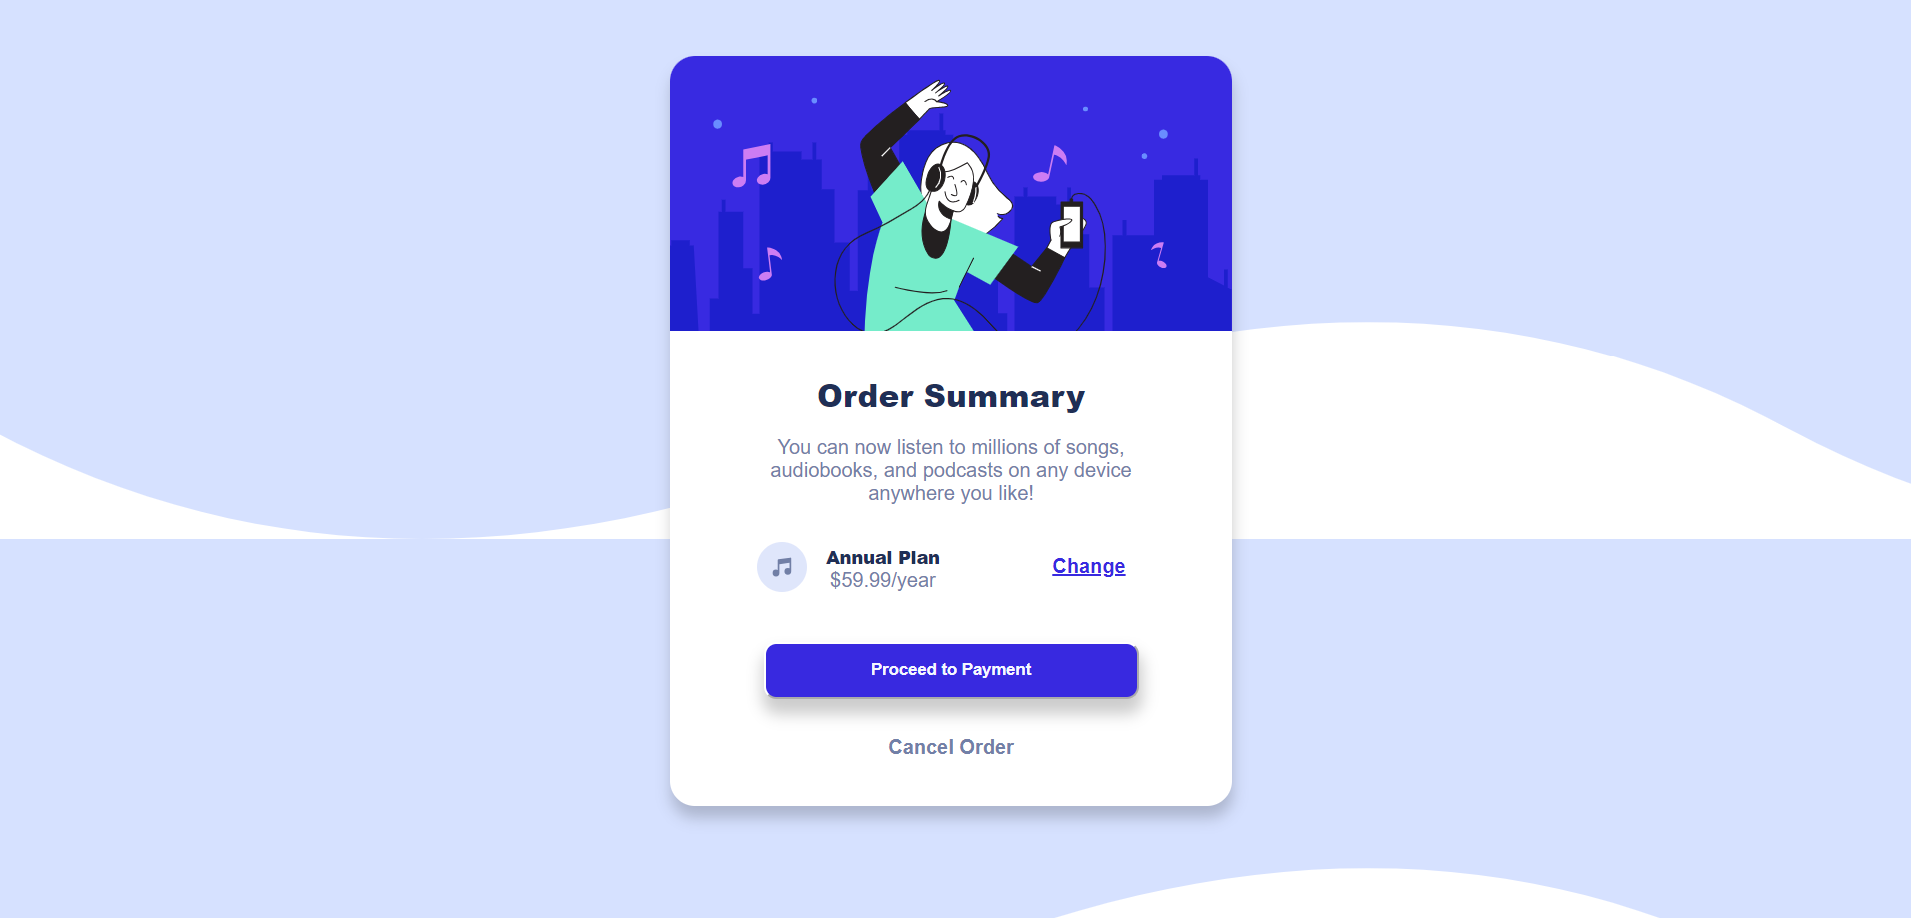 Order Summary
You can now listen to millions of songs,
audiobooks, and podcasts on any device
anywhere you like!
Annual Plan
$59.99/year
Change
Proceed to Payment
Cancel Order